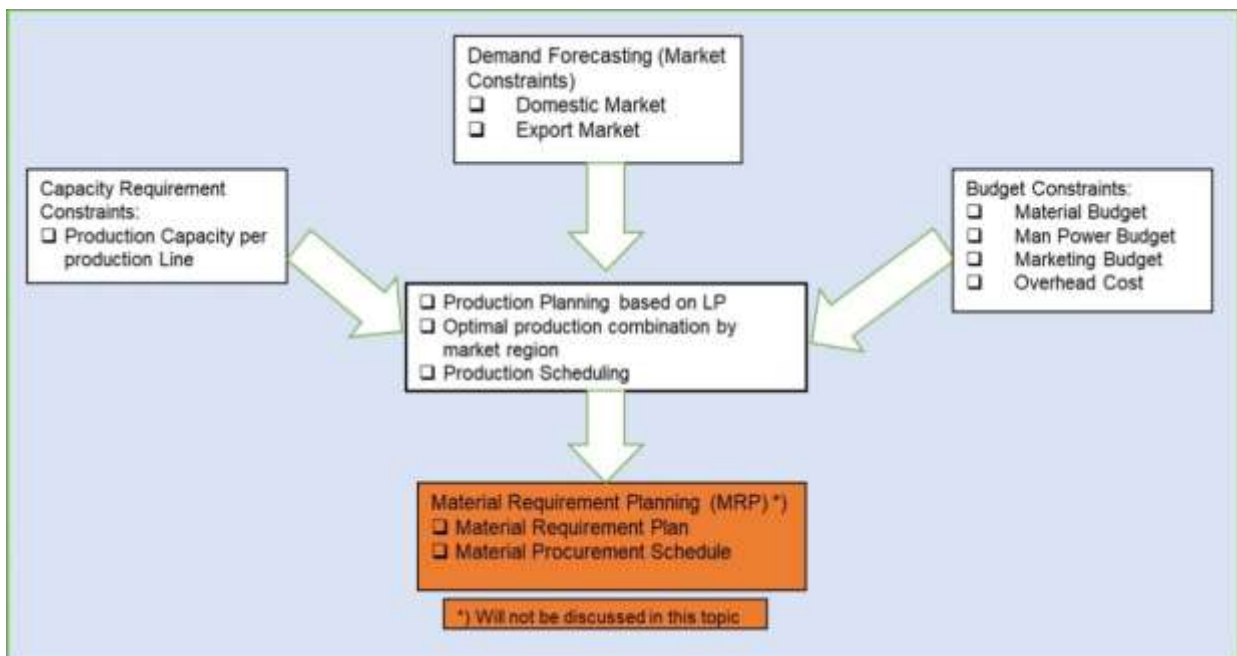 Demand Forecasting (Market
Constraints)
❑ Domestic Market
❑ Export Market
Capacity Requirement
Constraints:
❑ Production Capacity per
production Line
Budget Constraints:
❑ Material Budget
❑ Man Power Budget
❑ Marketing Budget
❑ Overhead Cost
❑ Production Planning based on LP
❑ Optimal production combination by
market region
❑ Production Scheduling
Material Requirement Planning (MRP) *)
❑ Material Requirement Plan
❑ Material Procurement Schedule
*) Will not be discussed in this topic